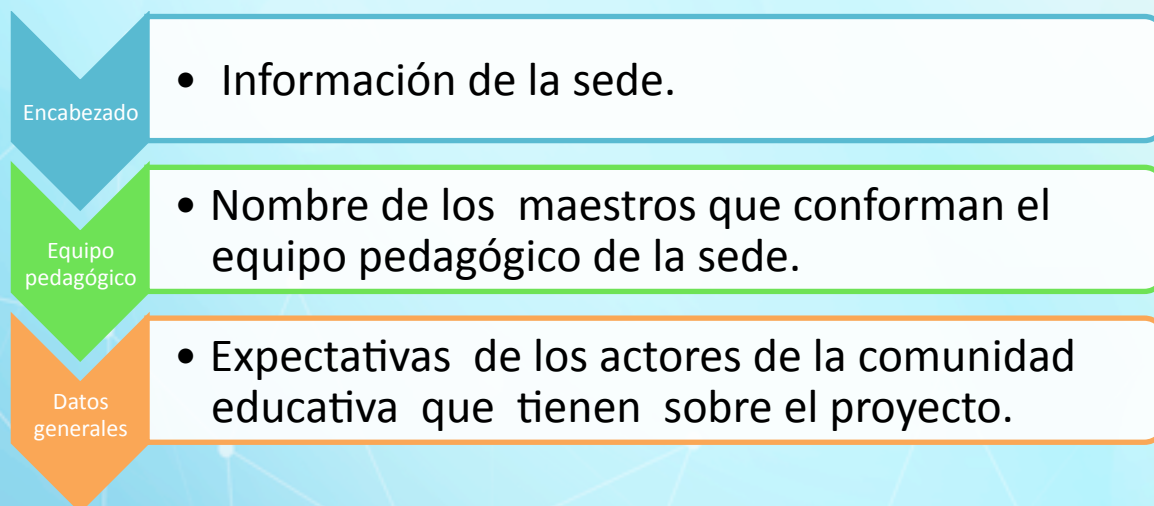 Encabezado
• Información de la sede.
Equipo
pedagógico
• Nombre de los maestros que conforman el
equipo pedagógico de la sede.
Datos
generales
• Expectativas de los actores de la comunidad
educativa que tienen sobre el proyecto.